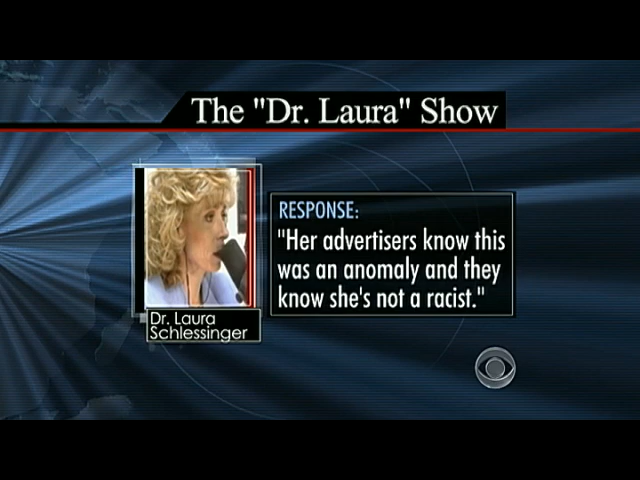 The "Dr. Laura" Show
RESPONSE:
"Her advertisers know this
was an anomaly and they
know she's not a racist."
Dr. Laura
Schlessinger